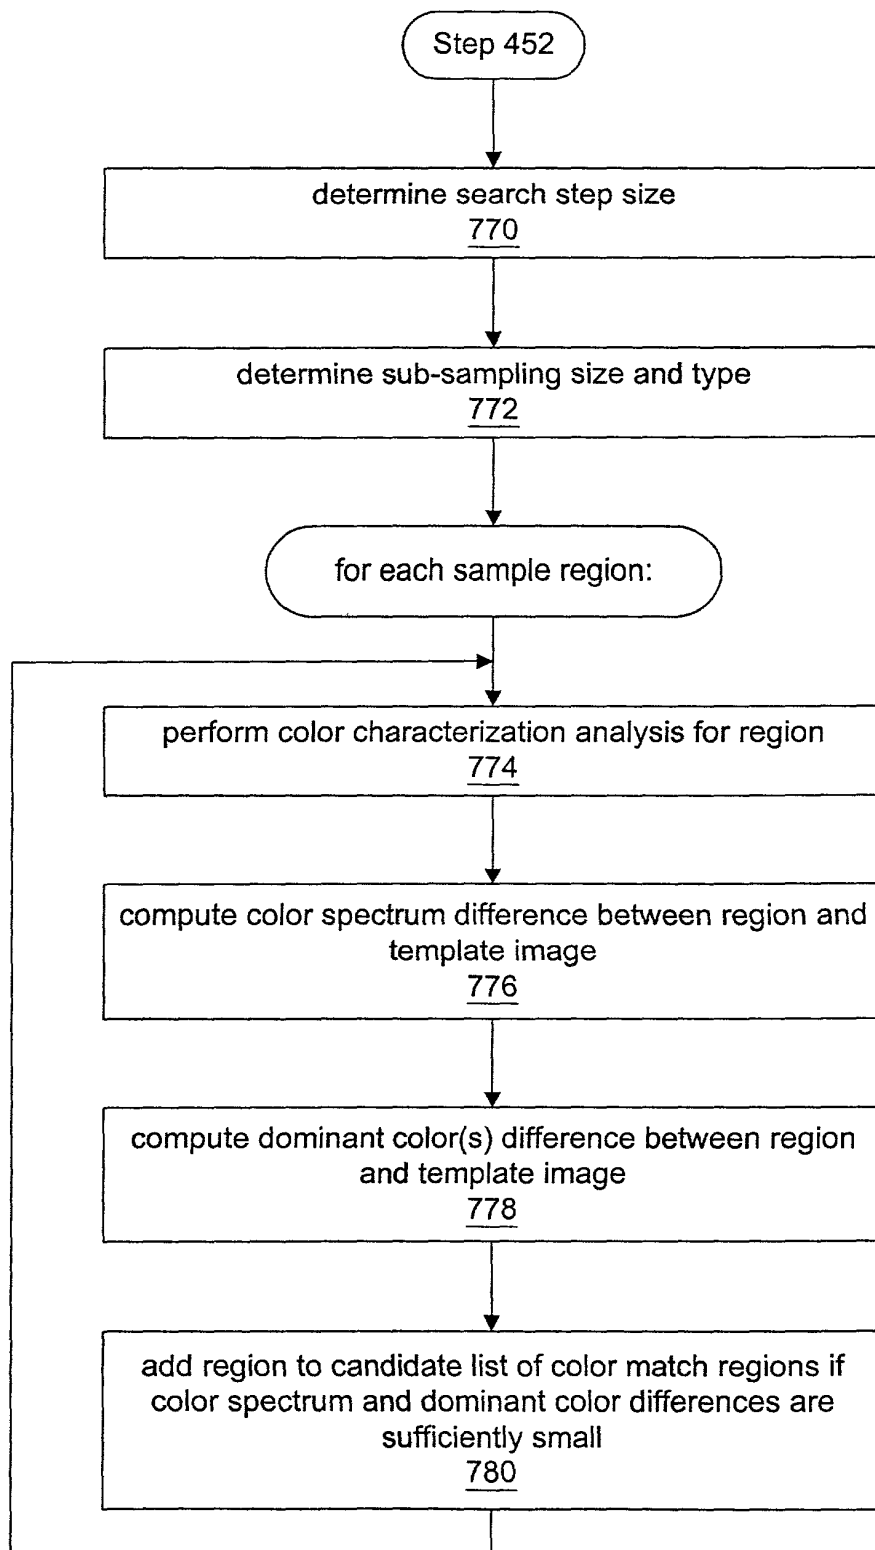 Step 452
determine search step size
770
determine sub-sampling size and type
772
for each sample region:
perform color characterization analysis for region
774
compute color spectrum difference between region and
template image
776
compute dominant color(s) difference between region
and template image
778
add region to candidate list of color match regions if
color spectrum and dominant color differences are
sufficiently small
780